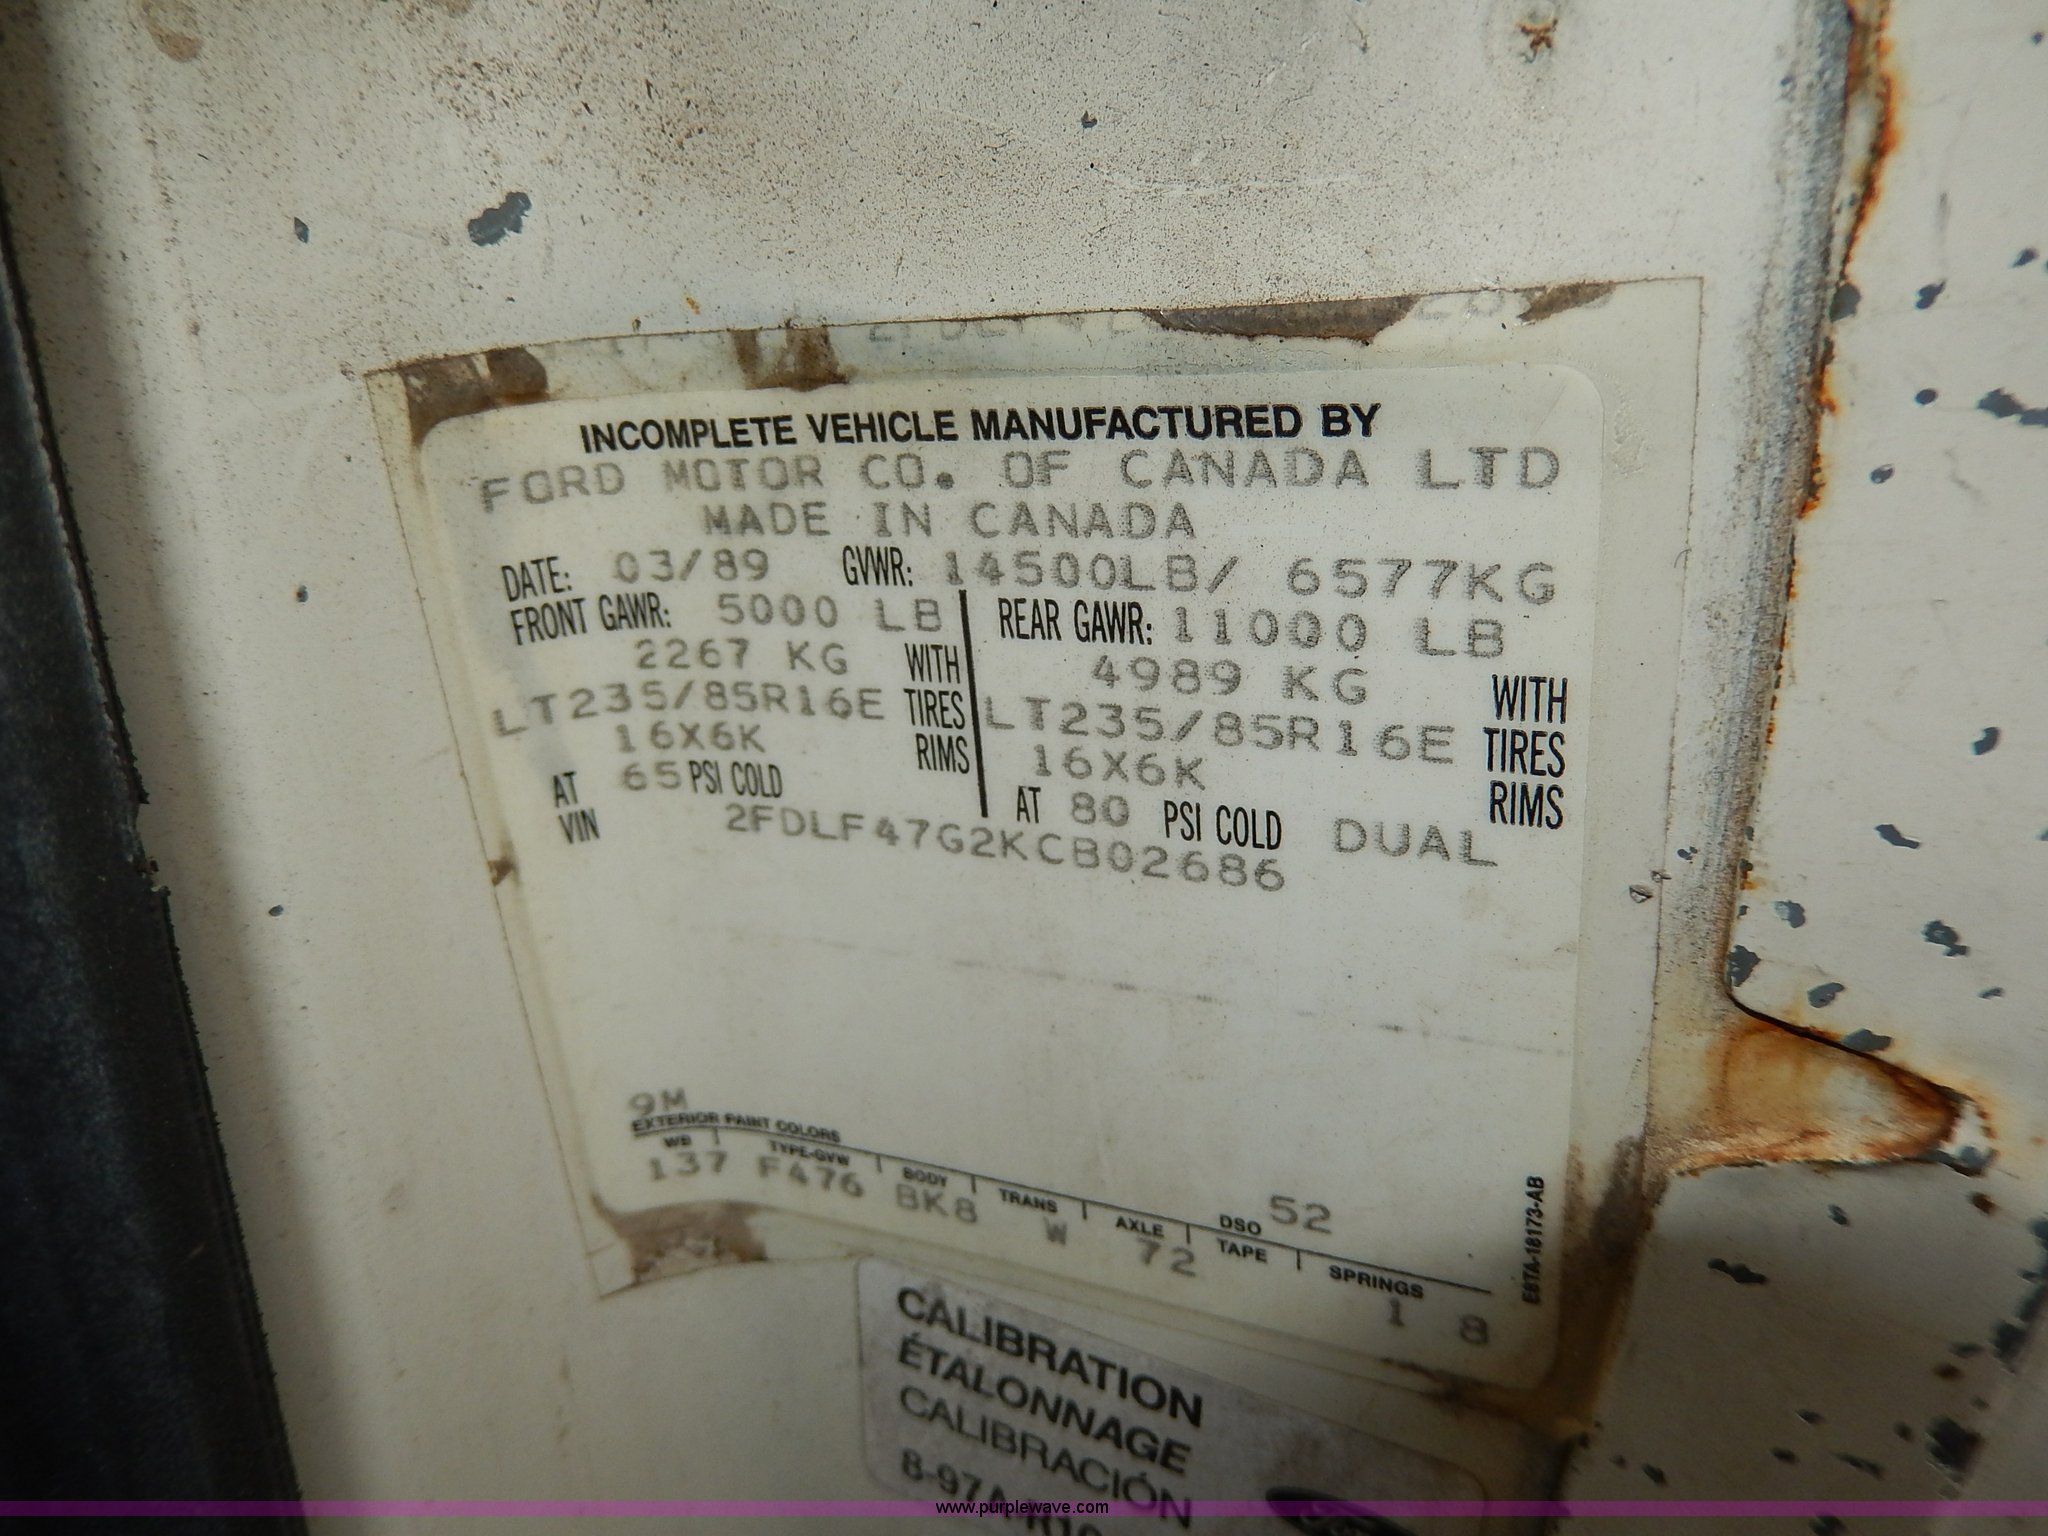 INCOMPLETE VEHICLE MANUFACTURED BY
FORD MOTOR CO. OF CANADA LTD
MADE IN CANADA
DATE: 03/89 GVWR: 14500LB/ 6577KG
FRONT GAWR: 5000 LB REAR GAWR: 11000 LB
2267 KG WITH 4989 KG WITH
LT235/85R16E TIRES LT235/85R16E TIRES
16X6K RIMS 16X6K RIMS
AT 65 PSI COLD AT 80 PSI COLD DUAL
VIN 2FDLF47G2KCB02686
9M
EXTERIOR PAINT COLORS DSO 52
WB TYPE-GVW BODY TRANS AXLE TAPE SPRINGS
137 F476 BK8 W 72 1 8
E8TA-18173-AB
CALIBRATION
ÉTALONNAGE
CALIBRACIÓN
www.purplewave.com